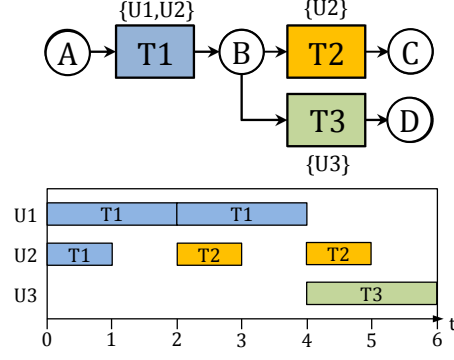 {U1,U2} {U2}
A T1 B T2 C
T3 D
{U3}
U1 T1 T1
U2 T1 T2 T2
U3 T3
0 1 2 3 4 5 6 t